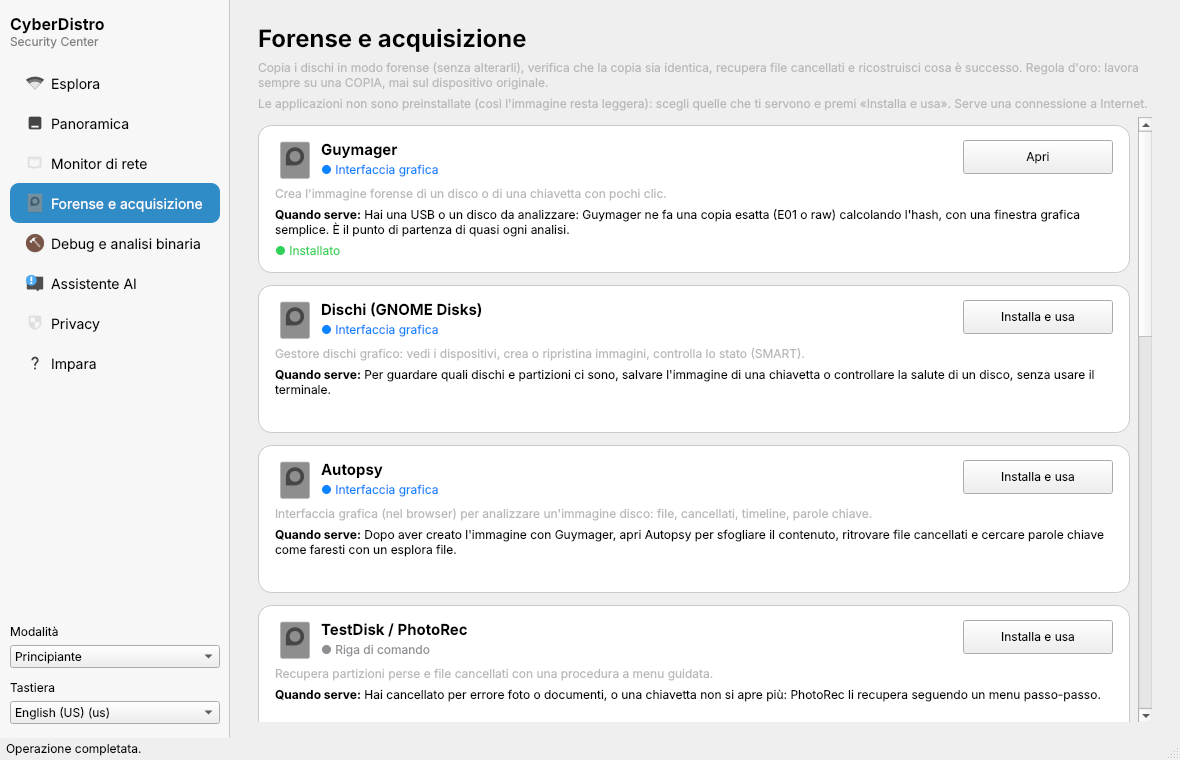 CyberDistro
Security Center
Esplora
Panoramica
Monitor di rete
Forense e acquisizione
Debug e analisi binaria
Assistente AI
Privacy
? Impara
Modalità
Principiante
Tastiera
English (US) (us)
Operazione completata.
Forense e acquisizione
Copia i dischi in modo forense (senza alterarli), verifica che la copia sia identica, recupera file cancellati e ricostruisci cosa è successo. Regola d'oro: lavora
sempre su una COPIA, mai sul dispositivo originale.
Le applicazioni non sono preinstallate (così l'immagine resta leggera): scegli quelle che ti servono e premi «Installa e usa». Serve una connessione a Internet.
Guymager
Interfaccia grafica
Apri
Crea l'immagine forense di un disco o di una chiavetta con pochi clic.
Quando serve: Hai una USB o un disco da analizzare: Guymager ne fa una copia esatta (E01 o raw) calcolando l'hash, con una finestra grafica
semplice. È il punto di partenza di quasi ogni analisi.
Installato
Dischi (GNOME Disks)
Interfaccia grafica
Installa e usa
Gestore dischi grafico: vedi i dispositivi, crea o ripristina immagini, controlla lo stato (SMART).
Quando serve: Per guardare quali dischi e partizioni ci sono, salvare l'immagine di una chiavetta o controllare la salute di un disco, senza usare il
terminale.
Autopsy
Interfaccia grafica
Installa e usa
Interfaccia grafica (nel browser) per analizzare un'immagine disco: file, cancellati, timeline, parole chiave.
Quando serve: Dopo aver creato l'immagine con Guymager, apri Autopsy per sfogliare il contenuto, ritrovare file cancellati e cercare parole chiave
come faresti con un esplora file.
TestDisk / PhotoRec
Riga di comando
Installa e usa
Recupera partizioni perse e file cancellati con una procedura a menu guidata.
Quando serve: Hai cancellato per errore foto o documenti, o una chiavetta non si apre più: PhotoRec li recupera seguendo un menu passo-passo.